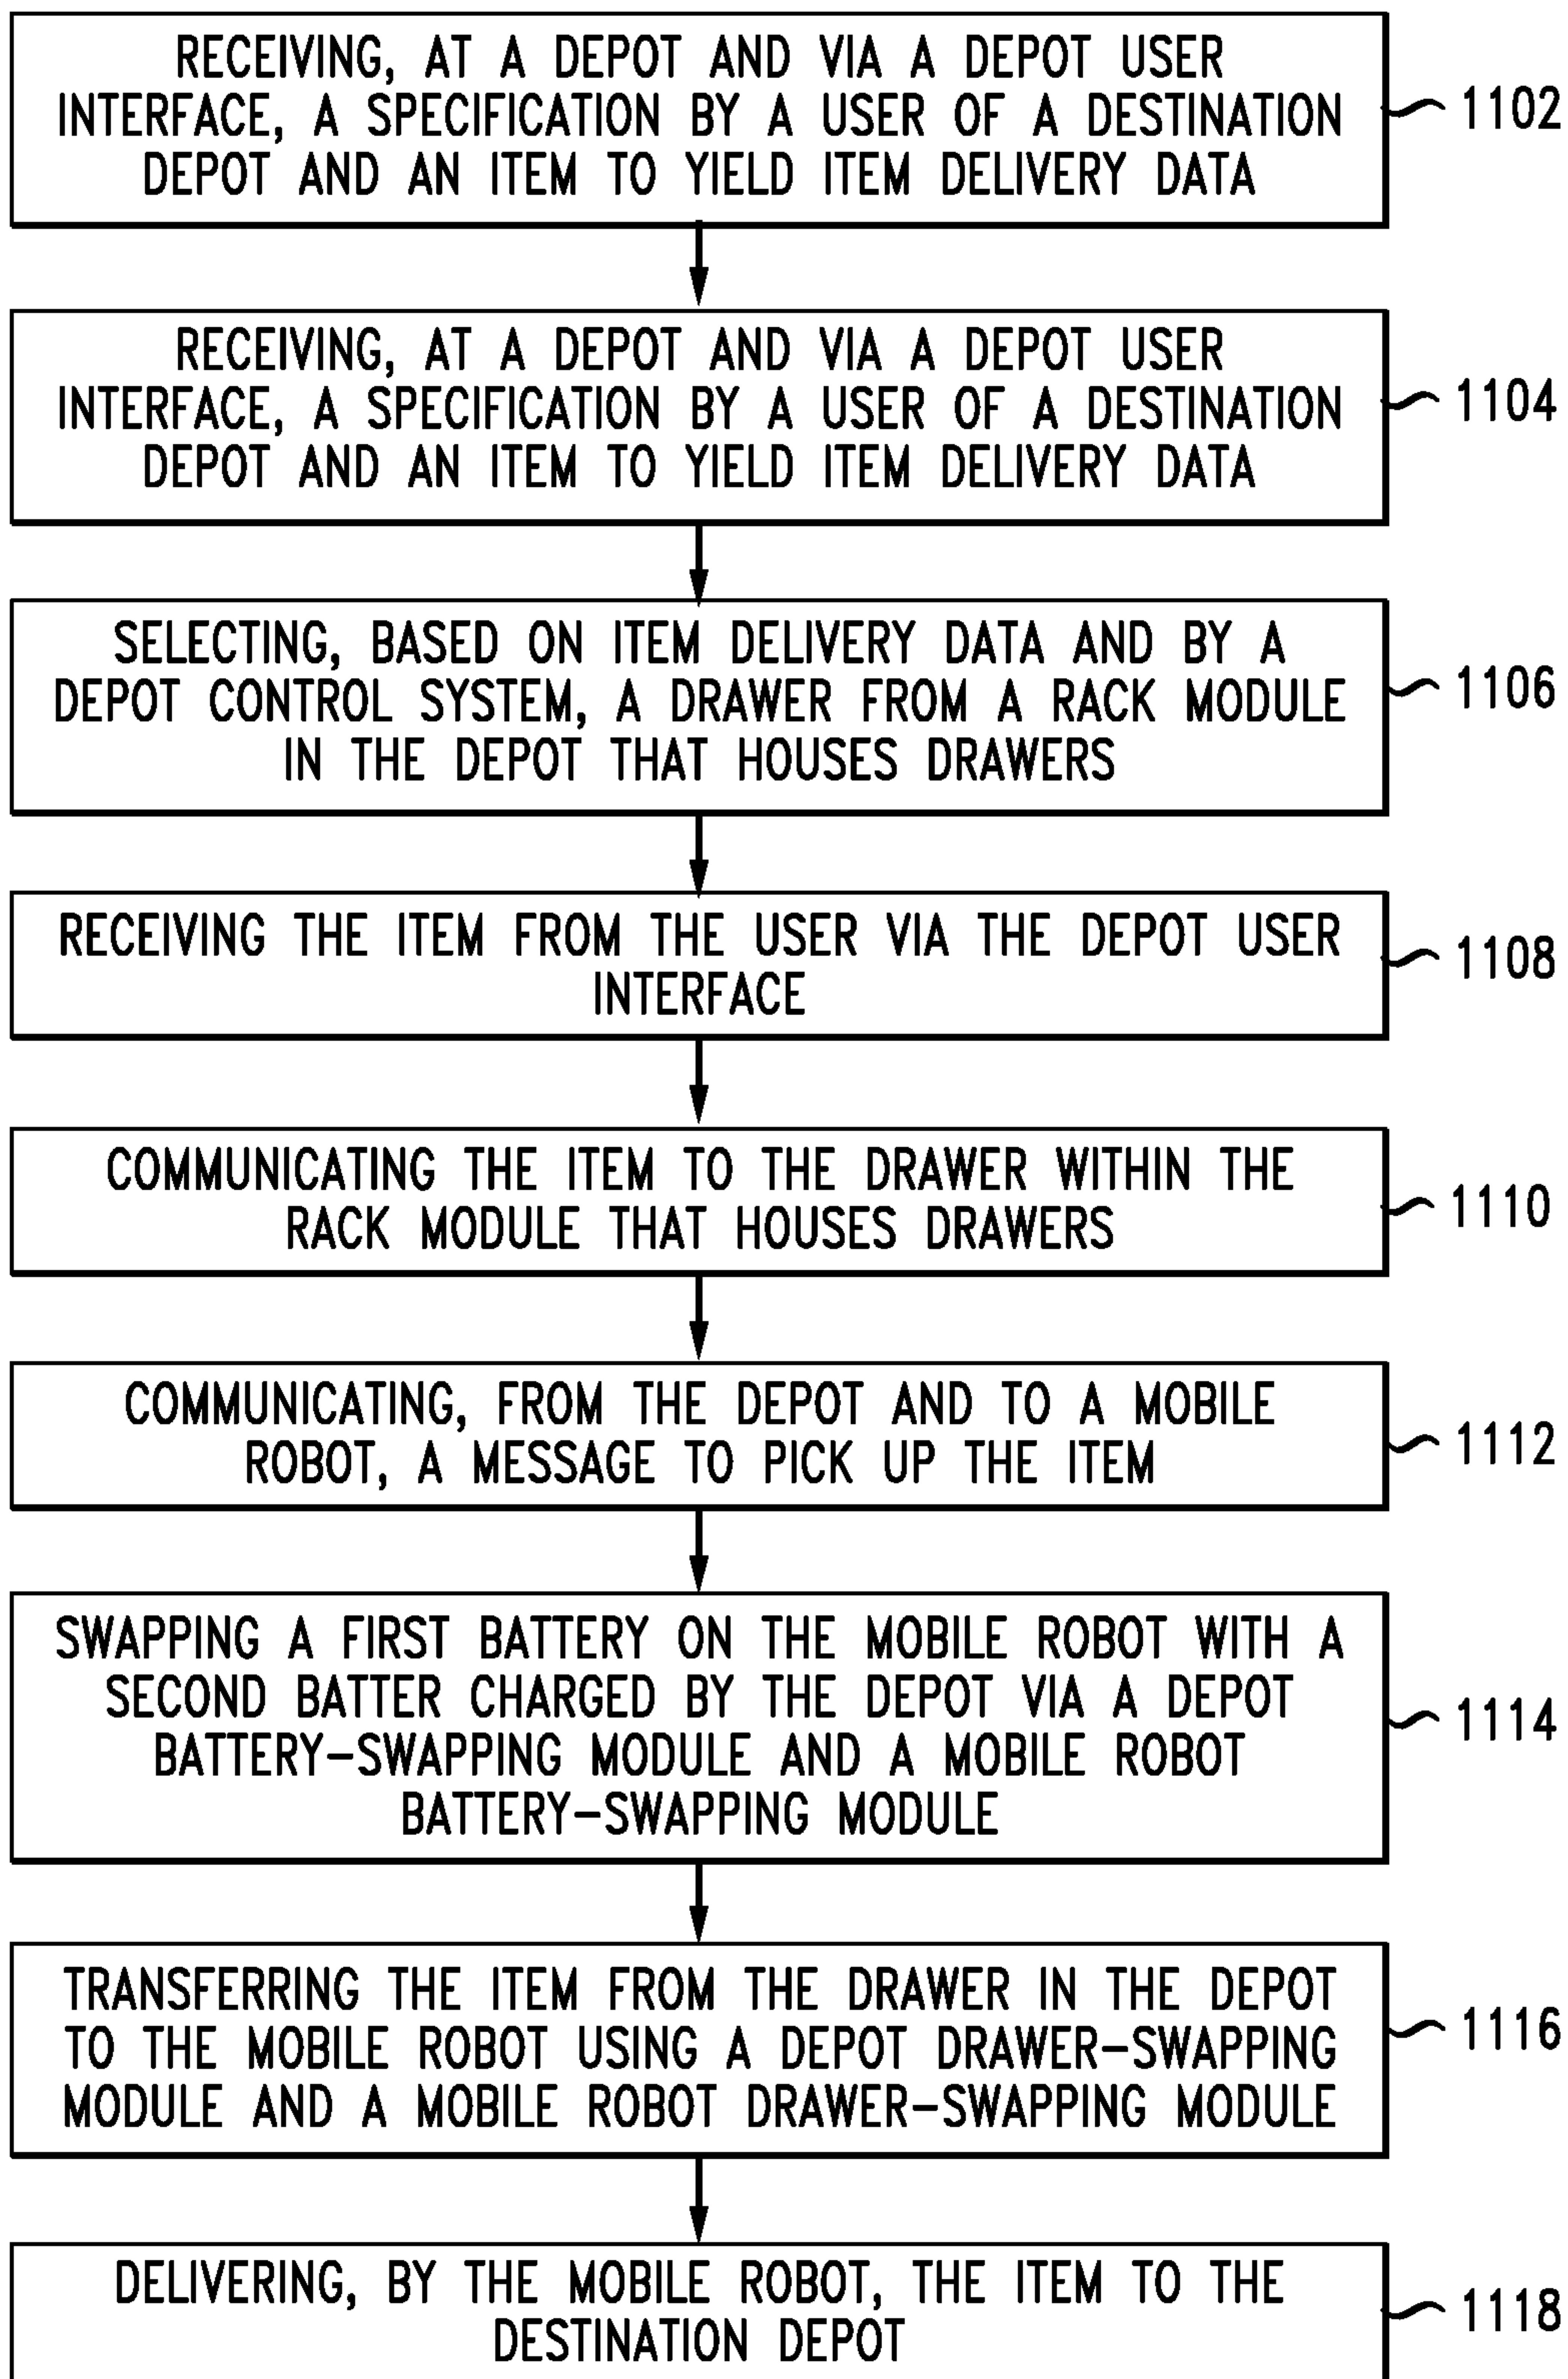 RECEIVING, AT A DEPOT AND VIA A DEPOT USER
INTERFACE, A SPECIFICATION BY A USER OF A DESTINATION
DEPOT AND AN ITEM TO YIELD ITEM DELIVERY DATA
1102
RECEIVING, AT A DEPOT AND VIA A DEPOT USER
INTERFACE, A SPECIFICATION BY A USER OF A DESTINATION
DEPOT AND AN ITEM TO YIELD ITEM DELIVERY DATA
1104
SELECTING, BASED ON ITEM DELIVERY DATA AND BY A
DEPOT CONTROL SYSTEM, A DRAWER FROM A RACK MODULE
IN THE DEPOT THAT HOUSES DRAWERS
1106
RECEIVING THE ITEM FROM THE USER VIA THE DEPOT USER
INTERFACE
1108
COMMUNICATING THE ITEM TO THE DRAWER WITHIN THE
RACK MODULE THAT HOUSES DRAWERS
1110
COMMUNICATING, FROM THE DEPOT AND TO A MOBILE
ROBOT, A MESSAGE TO PICK UP THE ITEM
1112
SWAPPING A FIRST BATTERY ON THE MOBILE ROBOT WITH A
SECOND BATTER CHARGED BY THE DEPOT VIA A DEPOT
BATTERY-SWAPPING MODULE AND A MOBILE ROBOT
BATTERY-SWAPPING MODULE
1114
TRANSFERRING THE ITEM FROM THE DRAWER IN THE DEPOT
TO THE MOBILE ROBOT USING A DEPOT DRAWER-SWAPPING
MODULE AND A MOBILE ROBOT DRAWER-SWAPPING MODULE
1116
DELIVERING, BY THE MOBILE ROBOT, THE ITEM TO THE
DESTINATION DEPOT
1118